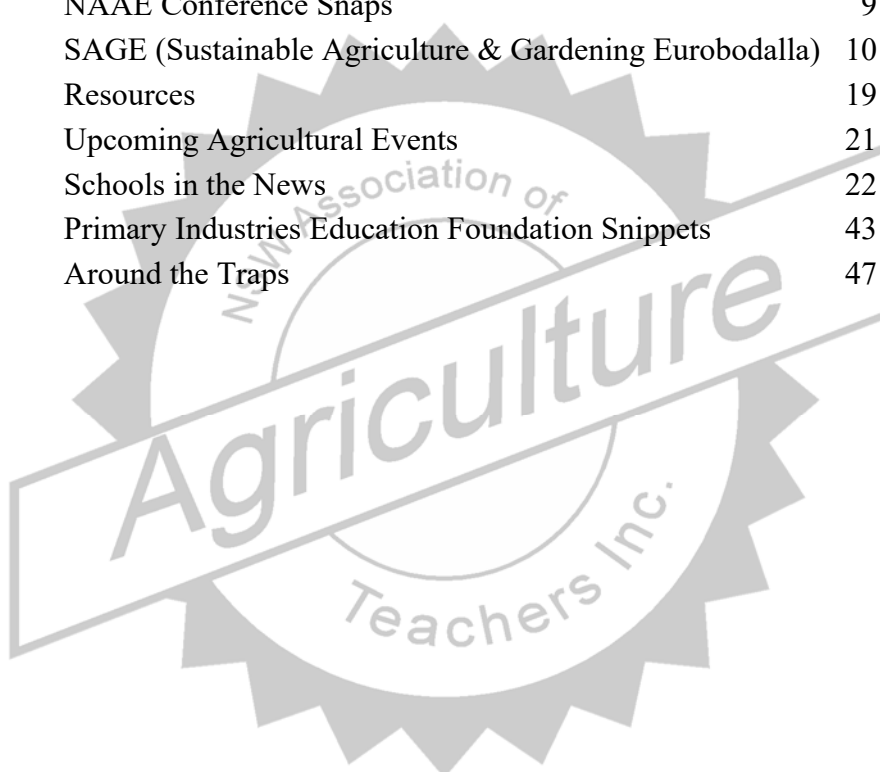 NAAE Conference Snaps 9
SAGE (Sustainable Agriculture & Gardening Eurobodalla) 10
Resources 19
Upcoming Agricultural Events 21
Schools in the News 22
Primary Industries Education Foundation Snippets 43
Around the Traps 47
NSW Association of
Agriculture
Teachers Inc.